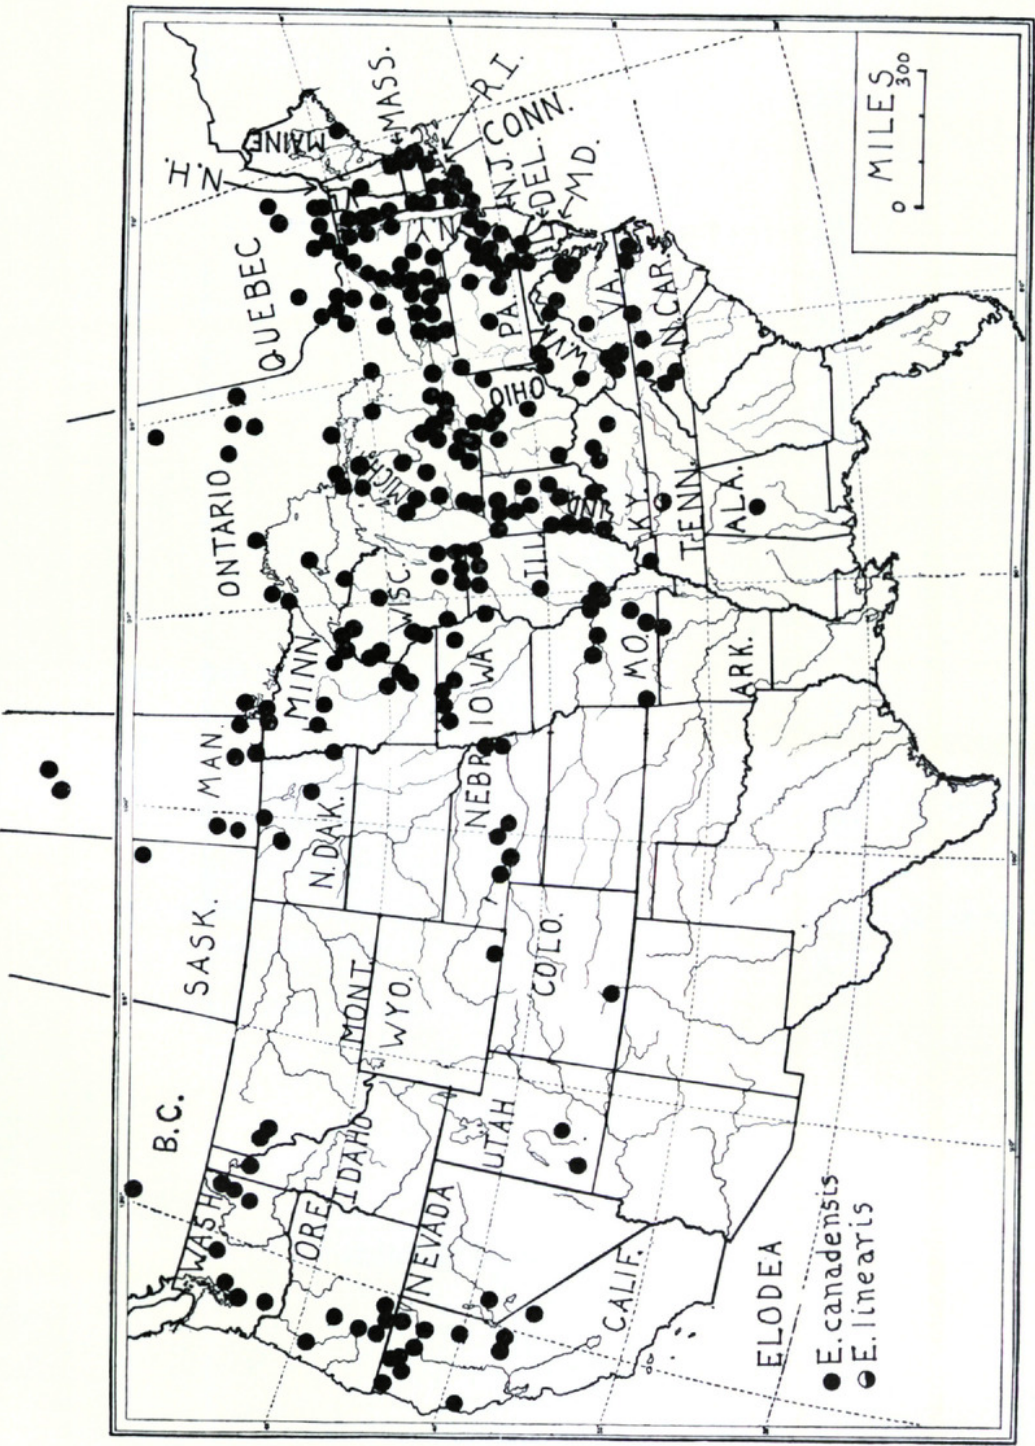 B.C.
SASK.
MAN.
ONTARIO
QUEBEC
WASH.
ORE
IDAHO
MONT
N.DAK.
MINN.
WISC.
MICH.
N.H.
MAINE
MASS.
R.I.
CONN.
N.J.
DEL.
MD.
N.Y.
PA.
NEVADA
UTAH
WYO.
COLO.
NEBR
IOWA
ILL
IND
OHIO
W.VA.
VA.
CALIF.
MO.
KY.
N.CAR.
ARK.
TENN.
ALA.
ELODEA
E.canadensis
E.linearis
0 MILES 300